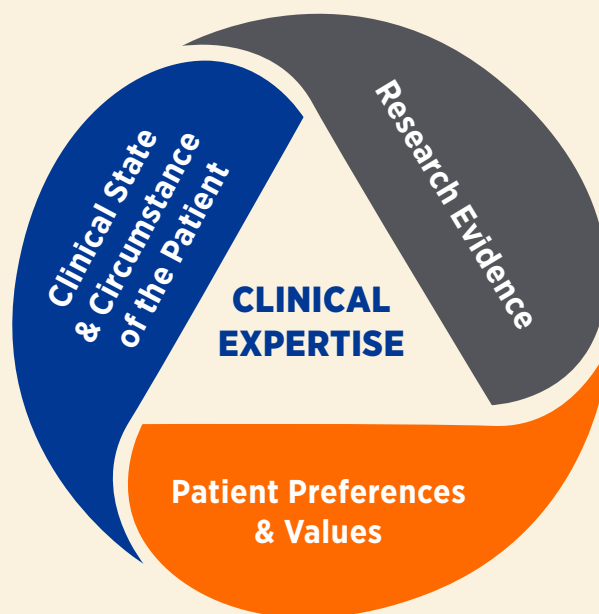 Clinical State
& Circumstance
of the Patient
Research Evidence
CLINICAL
EXPERTISE
Patient Preferences
& Values